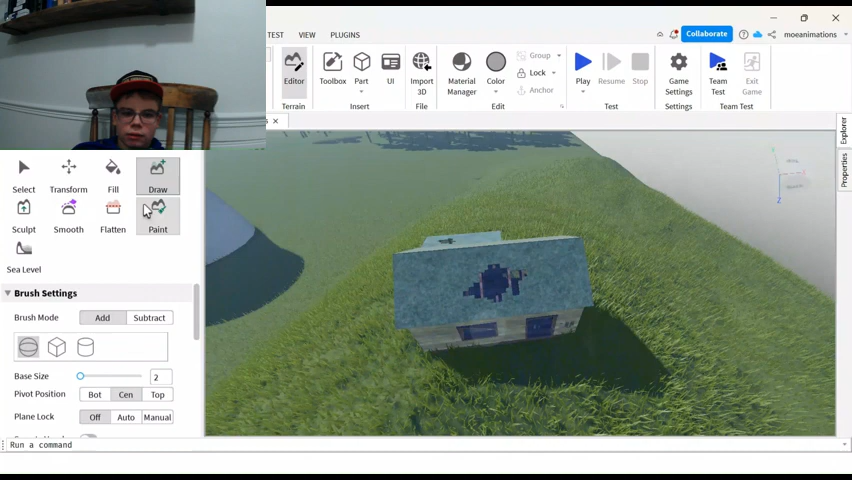 TEST VIEW PLUGINS
Collaborate moeanimations
Editor Toolbox Part UI Import 3D Material Manager Color Group Lock Anchor Play Resume Stop Game Settings Team Test Exit Game
Terrain Insert File Edit Test Settings Team Test
Explorer
Properties
Select Transform Fill Draw
Sculpt Smooth Flatten Paint
Sea Level
Brush Settings
Brush Mode Add Subtract
Base Size 2
Pivot Position Bot Cen Top
Plane Lock Off Auto Manual
Run a command